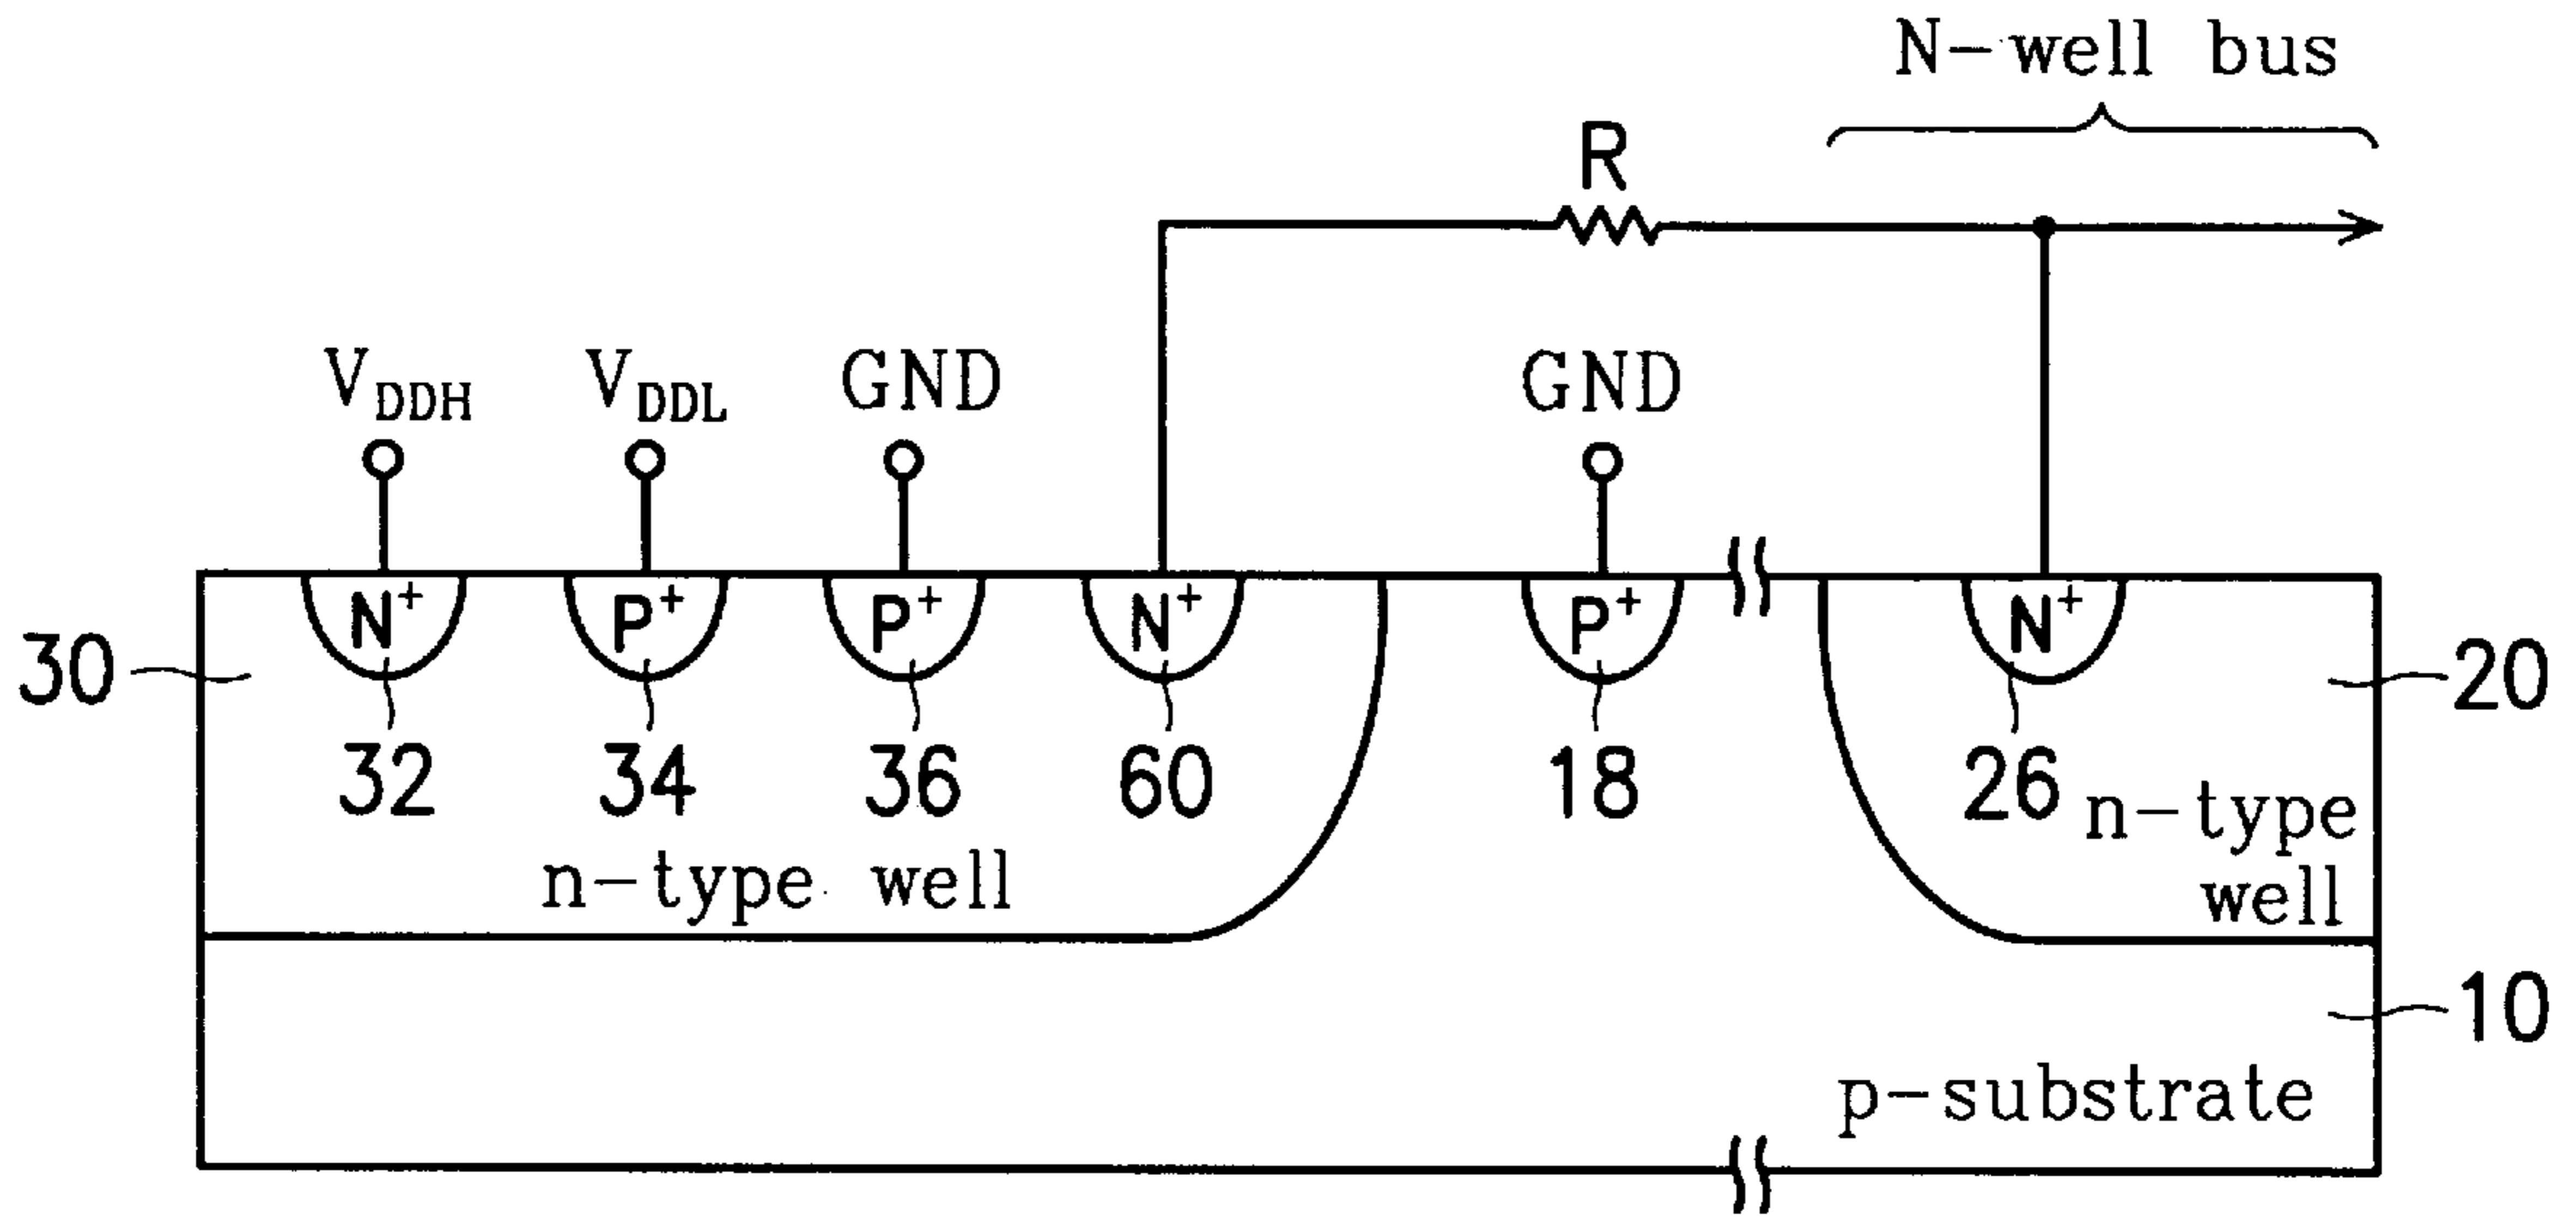 N-well bus
R
V_DDH V_DDL GND GND
N+ P+ P+ N+ P+ N+
30 20
32 34 36 60 18 26
n-type well
n-type
well
10
p-substrate